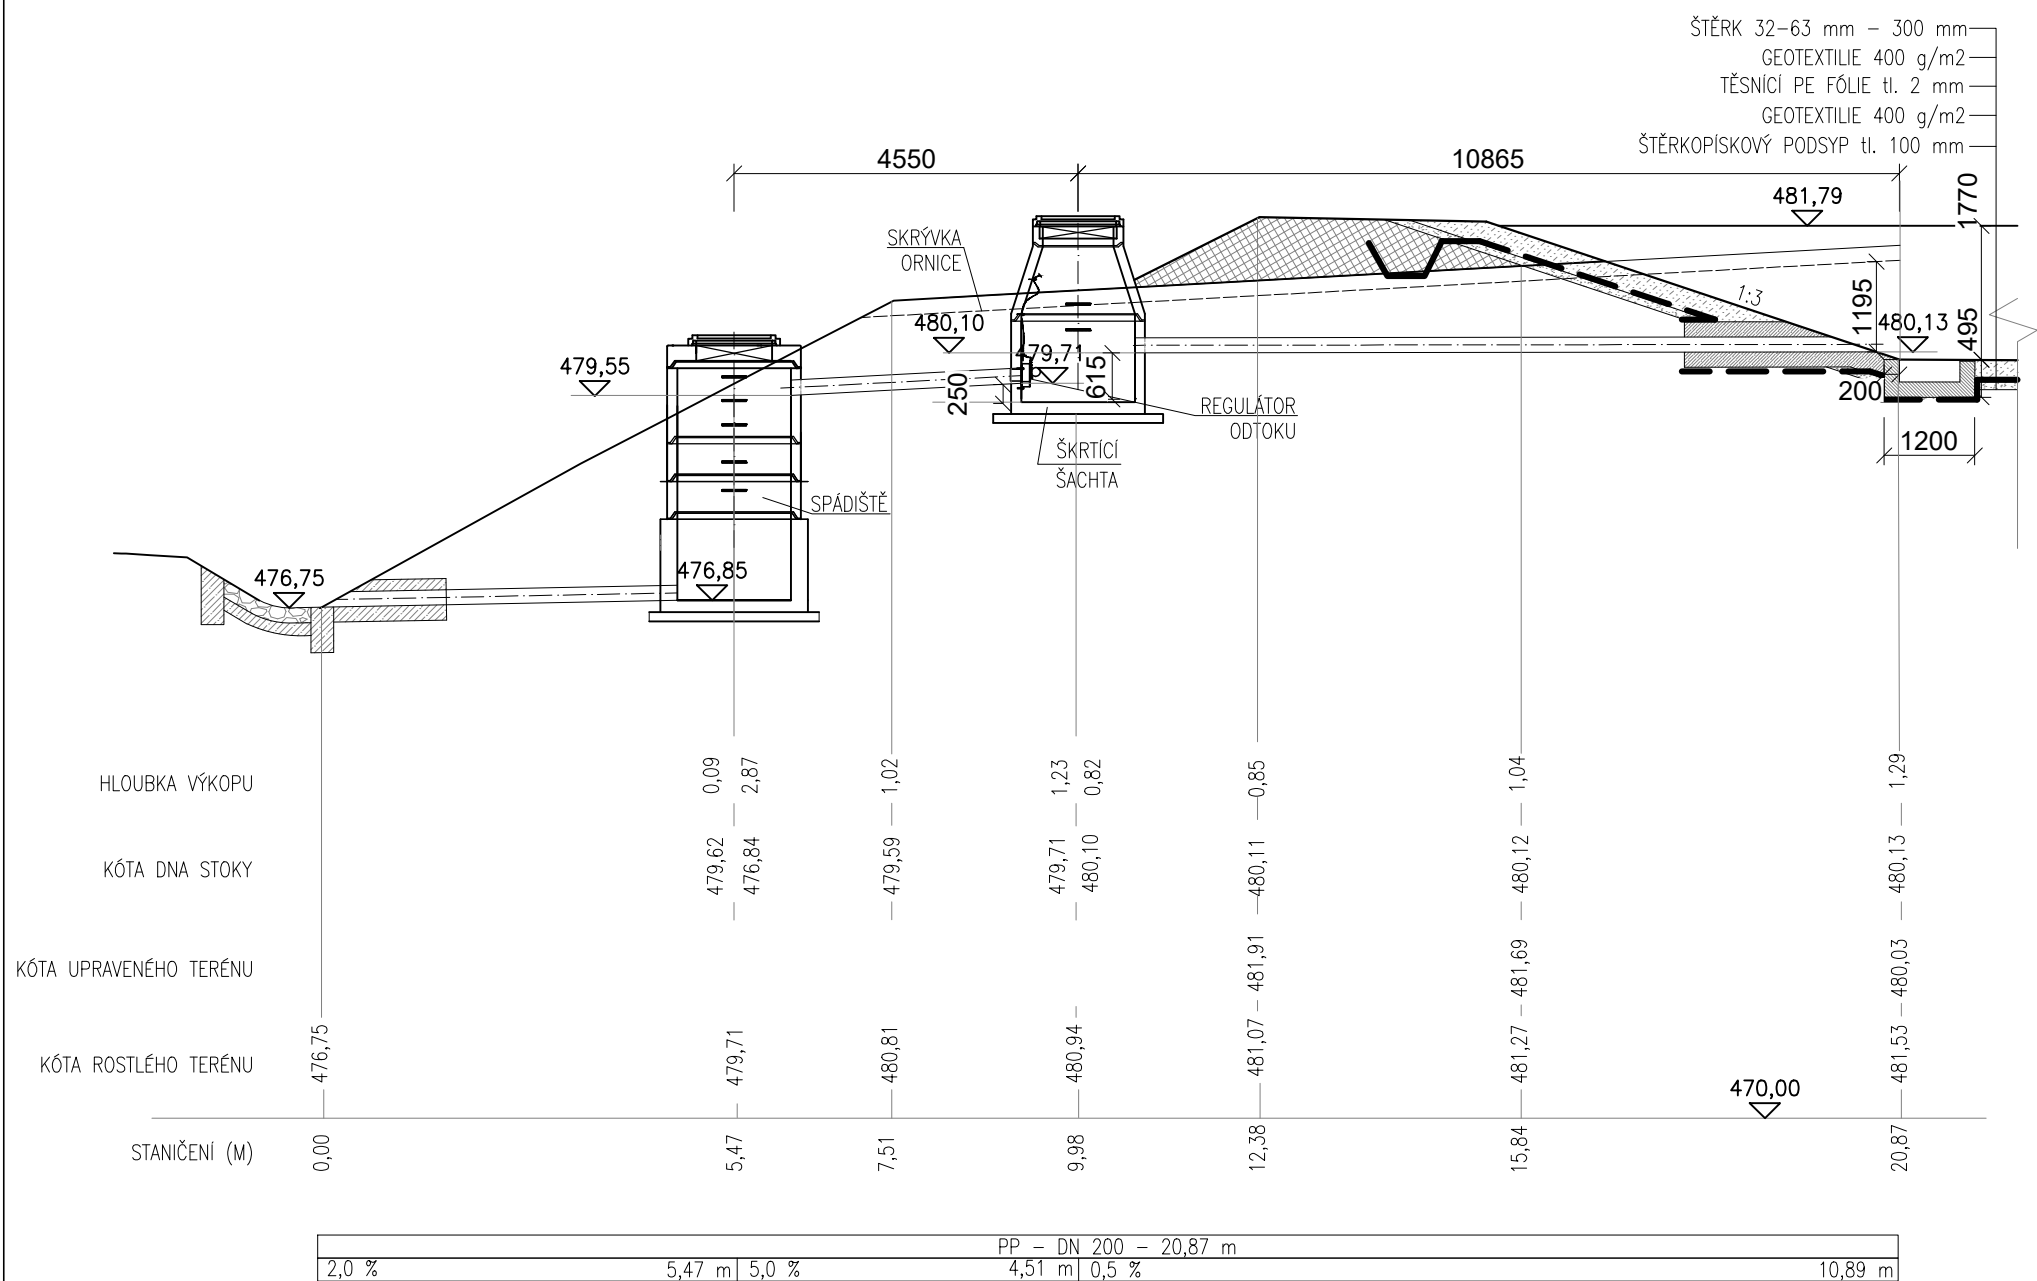 ŠTĚRK 32-63 mm - 300 mm
GEOTEXTILIE 400 g/m2
TĚSNÍCÍ PE FÓLIE tl. 2 mm
GEOTEXTILIE 400 g/m2
ŠTĚRKOPÍSKOVÝ PODSYP tl. 100 mm
4550
10865
481,79
1770
SKRÝVKA
ORNICE
1:3
1195
480,10
480,13
495
479,71
479,55
615
250
200
REGULÁTOR
ODTOKU
1200
ŠKRTÍCÍ
ŠACHTA
SPÁDIŠTĚ
476,75
476,85
HLOUBKA VÝKOPU
0,09
2,87
1,02
1,23
0,82
0,85
1,04
1,29
KÓTA DNA STOKY
479,62
476,84
479,59
479,71
480,10
480,11
480,12
480,13
KÓTA UPRAVENÉHO TERÉNU
481,91
481,69
480,03
KÓTA ROSTLÉHO TERÉNU
476,75
479,71
480,81
480,94
481,07
481,27
481,53
470,00
STANIČENÍ (M)
0,00
5,47
7,51
9,98
12,38
15,84
20,87
PP - DN 200 - 20,87 m
2,0 % 5,47 m 5,0 % 4,51 m 0,5 % 10,89 m